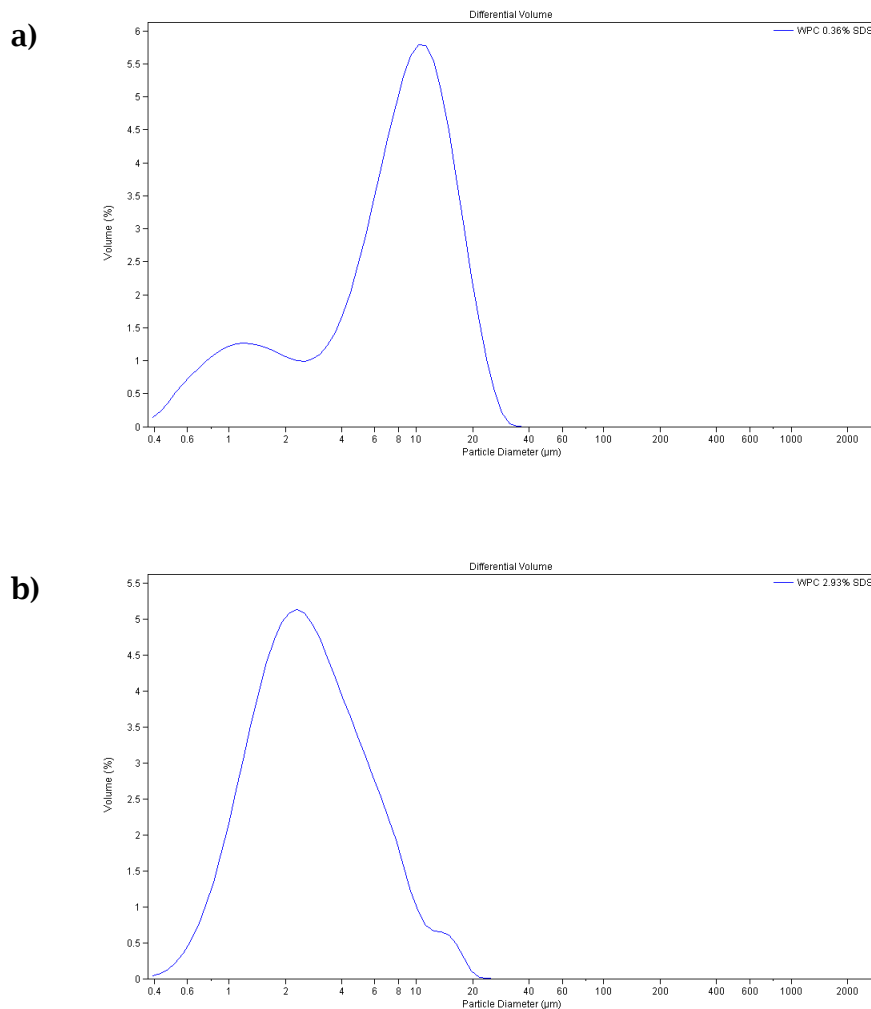 a)
Differential Volume
WPC 0.36% SDS
Volume (%)
6
5.5
5
4.5
4
3.5
3
2.5
2
1.5
1
0.5
0
0.4 0.6 1 2 4 6 8 10 20 40 60 100 200 400 600 1000 2000
Particle Diameter (µm)
b)
Differential Volume
WPC 2.93% SDS
Volume (%)
5.5
5
4.5
4
3.5
3
2.5
2
1.5
1
0.5
0
0.4 0.6 1 2 4 6 8 10 20 40 60 100 200 400 600 1000 2000
Particle Diameter (µm)